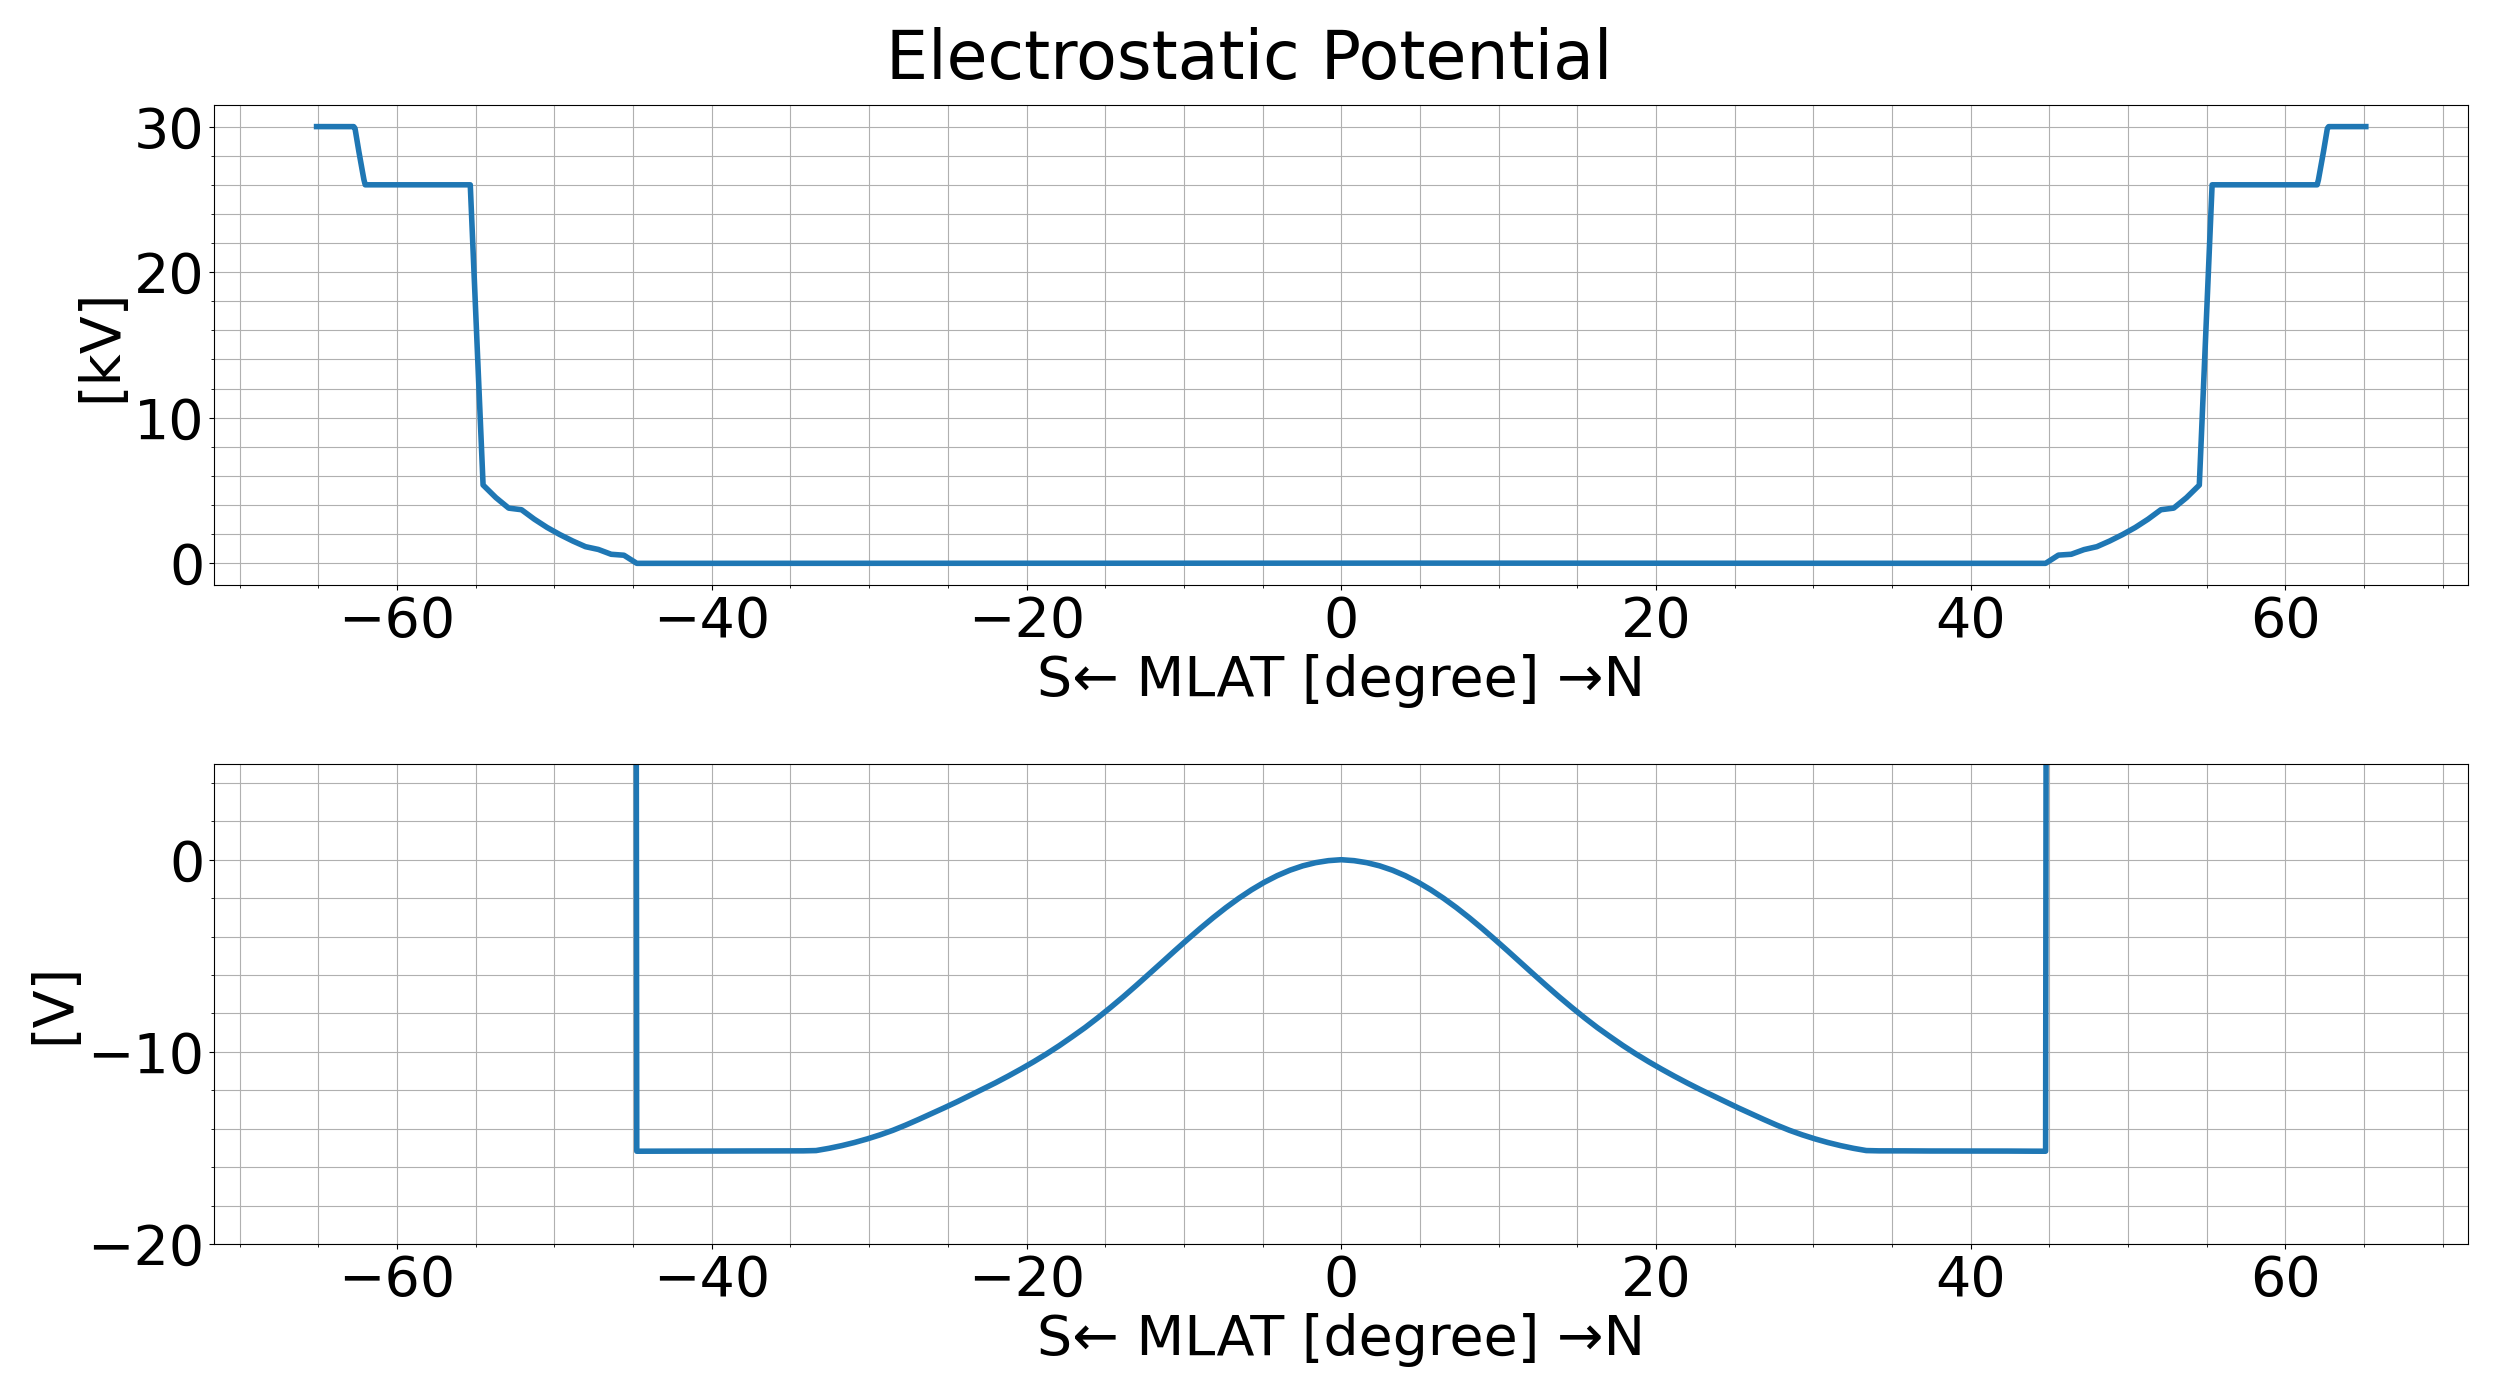 Electrostatic Potential
30
20
10
0
[kV]
−60 −40 −20 0 20 40 60
S← MLAT [degree] →N
0
−10
−20
[V]
−60 −40 −20 0 20 40 60
S← MLAT [degree] →N